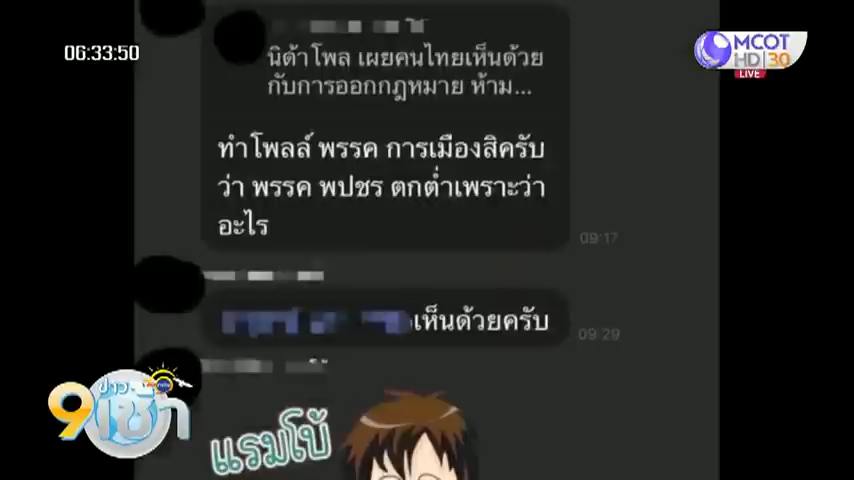 06:33:50
MCOT
HD 30
LIVE
นิด้าโพล เผยคนไทยเห็นด้วย
กับการออกกฎหมาย ห้าม...
ทำโพลล์ พรรค การเมืองสิครับ
ว่า พรรค พปชร ตกต่ำเพราะว่า
อะไร
09:17
เห็นด้วยครับ
09:29
ข่าว
9 เช้า
แรมโบ้